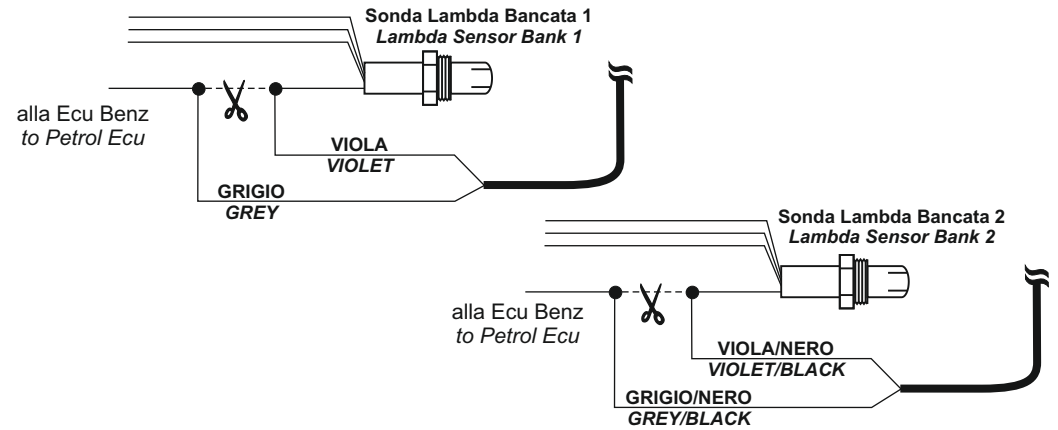 Sonda Lambda Bancata 1
Lambda Sensor Bank 1
alla Ecu Benz
to Petrol Ecu
VIOLA
VIOLET
GRIGIO
GREY
Sonda Lambda Bancata 2
Lambda Sensor Bank 2
alla Ecu Benz
to Petrol Ecu
VIOLA/NERO
VIOLET/BLACK
GRIGIO/NERO
GREY/BLACK